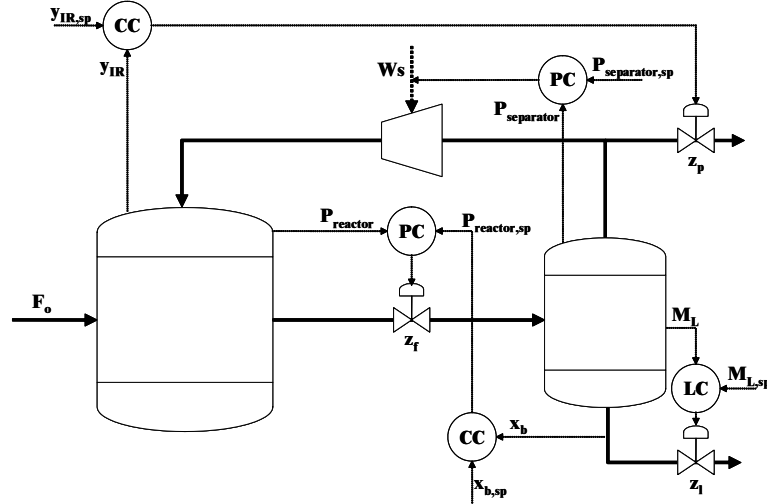 y_IR,sp
CC
y_IR
Ws
PC
P_separator,sp
P_separator
z_p
P_reactor
PC
P_reactor,sp
F_o
z_f
M_L
LC
M_L,sp
CC
x_b
x_b,sp
z_l